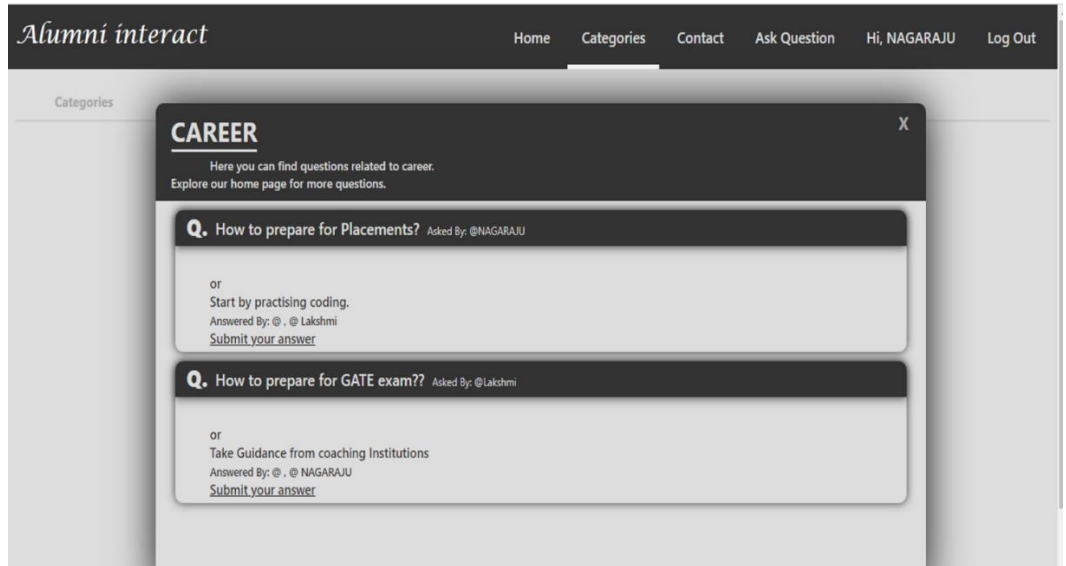 Alumni interact Home Categories Contact Ask Question Hi, NAGARAJU Log Out
Categories
CAREER X
Here you can find questions related to career.
Explore our home page for more questions.
Q. How to prepare for Placements? Asked By: @NAGARAJU
or
Start by practising coding.
Answered By: @ , @ Lakshmi
Submit your answer
Q. How to prepare for GATE exam?? Asked By: @Lakshmi
or
Take Guidance from coaching Institutions
Answered By: @ , @ NAGARAJU
Submit your answer